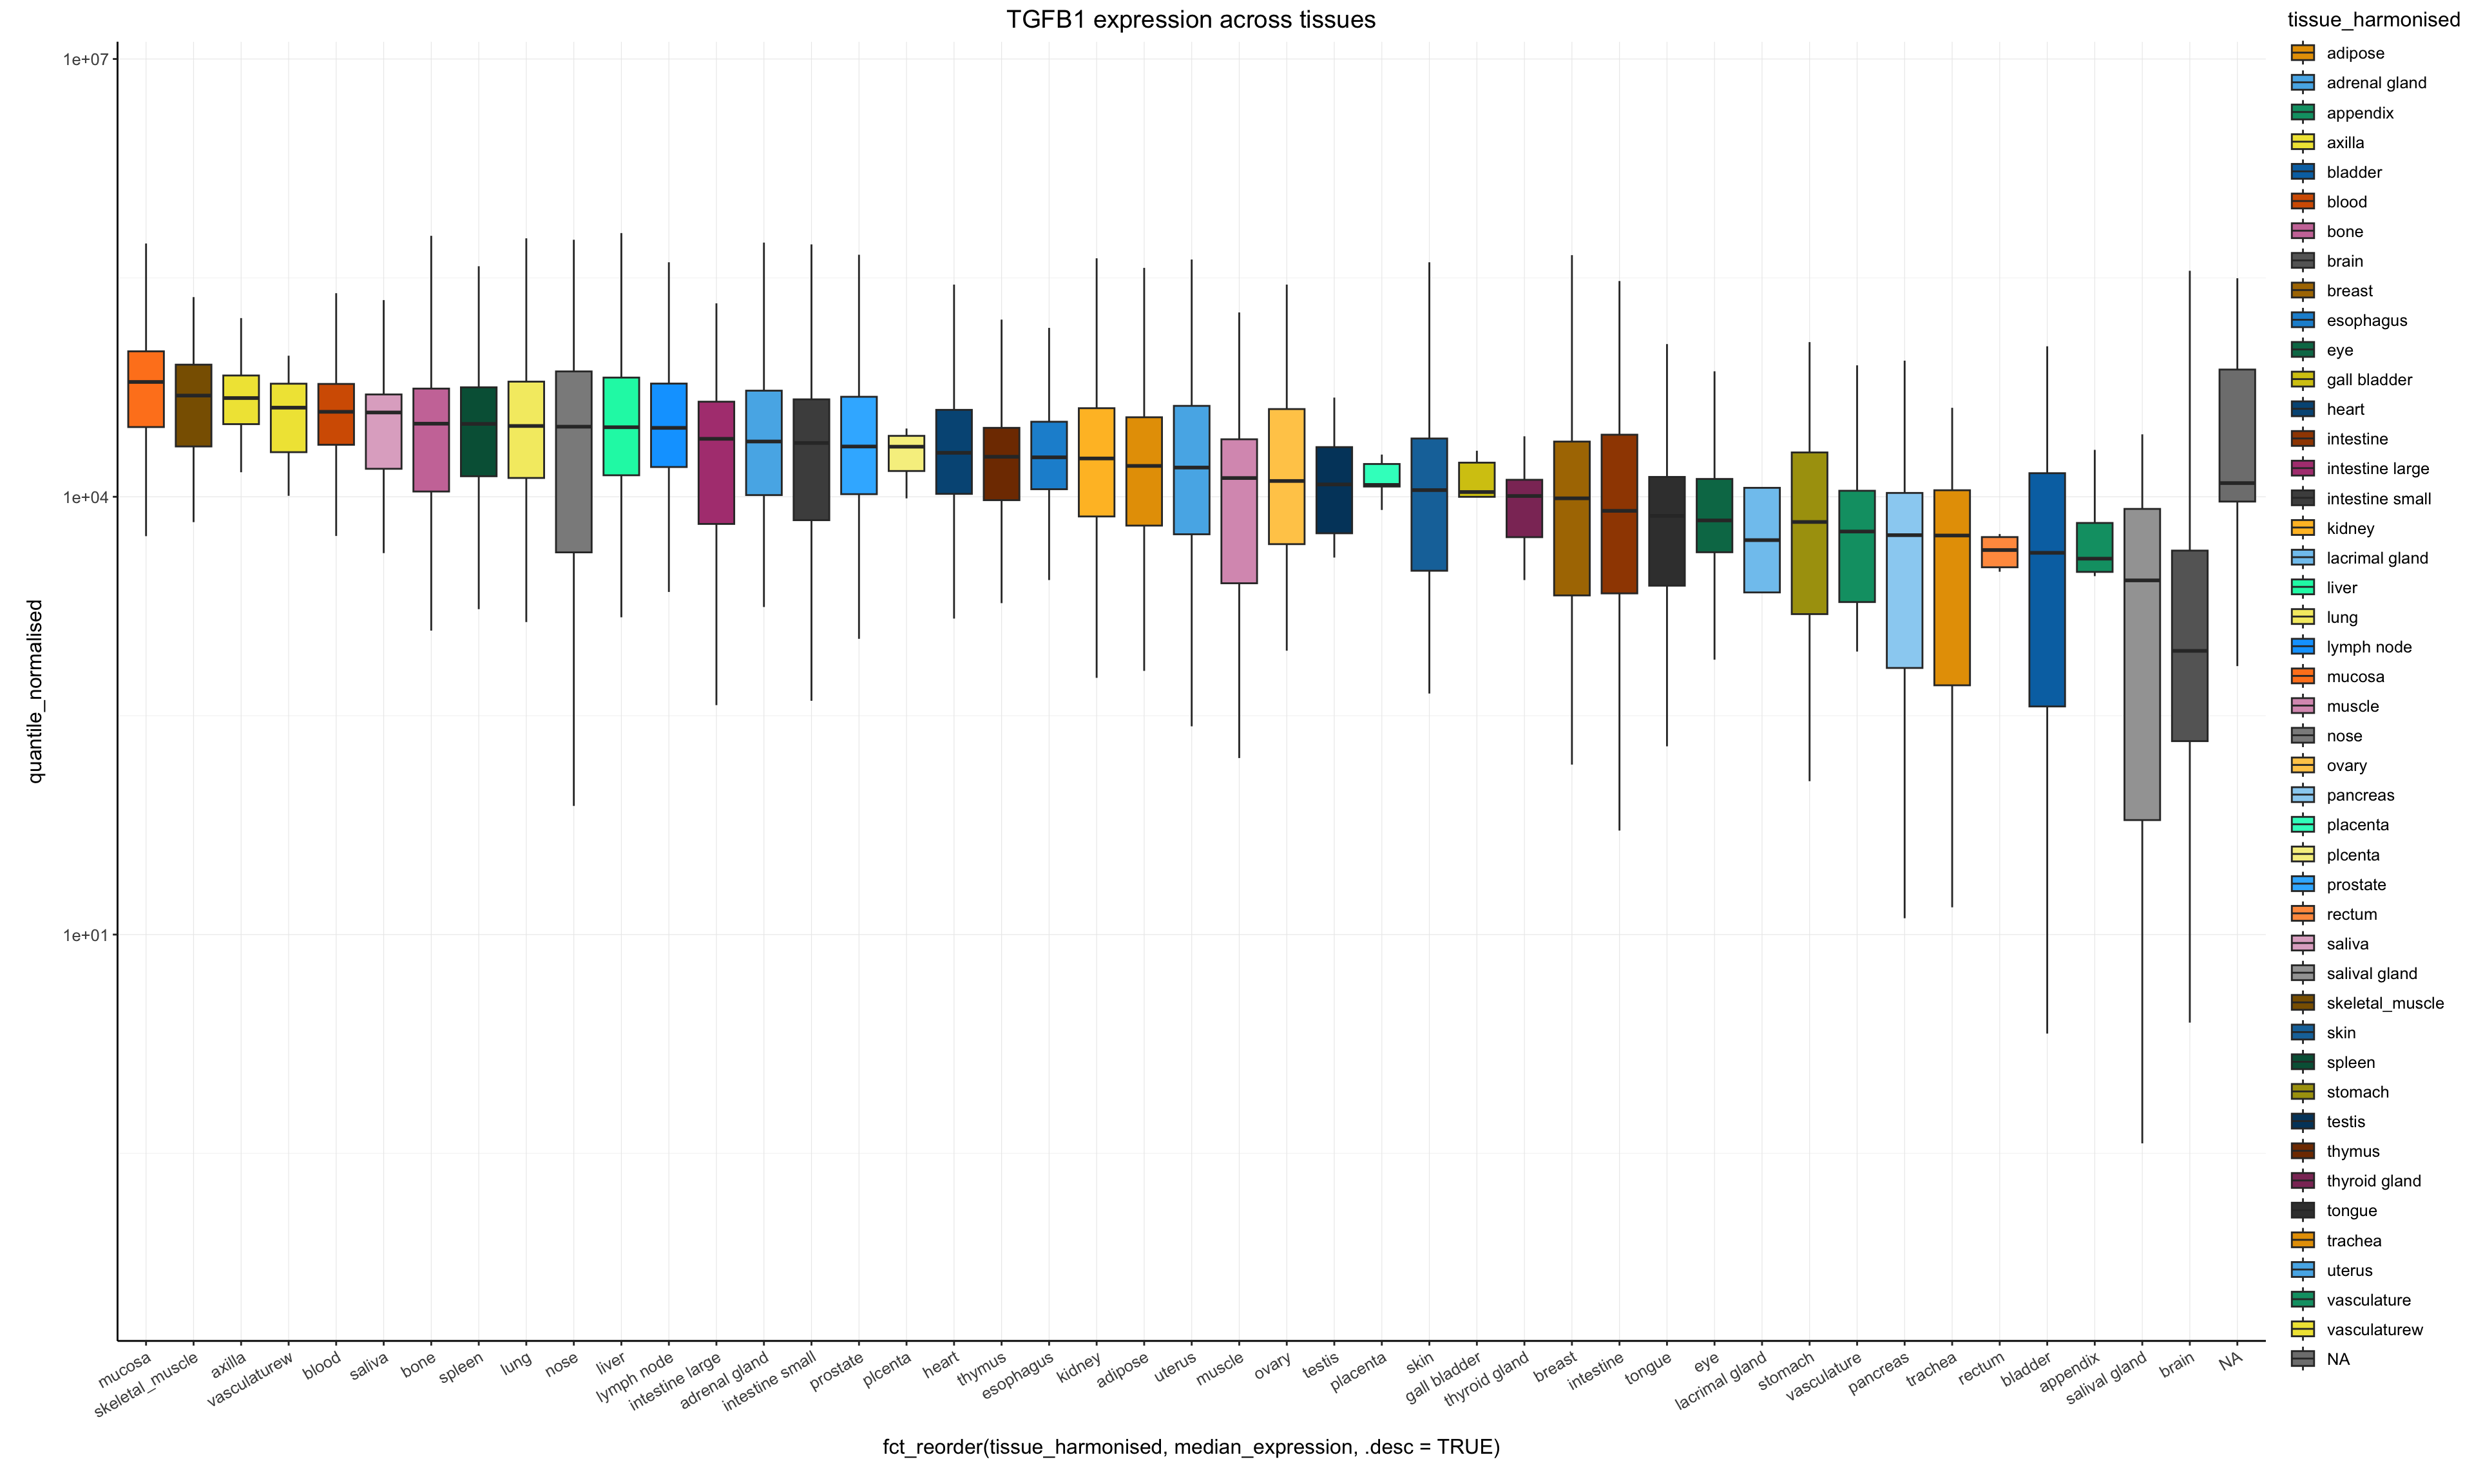 TGFB1 expression across tissues
quantile_normalised
1e+07
1e+04
1e+01
mucosa
skeletal_muscle
axilla
vasculaturew
blood
saliva
bone
spleen
lung
nose
liver
lymph node
intestine large
adrenal gland
intestine small
prostate
plcenta
heart
thymus
esophagus
kidney
adipose
uterus
muscle
ovary
testis
placenta
skin
gall bladder
thyroid gland
breast
intestine
tongue
eye
lacrimal gland
stomach
vasculature
pancreas
trachea
rectum
bladder
appendix
salival gland
brain
NA
fct_reorder(tissue_harmonised, median_expression, .desc = TRUE)
tissue_harmonised
adipose
adrenal gland
appendix
axilla
bladder
blood
bone
brain
breast
esophagus
eye
gall bladder
heart
intestine
intestine large
intestine small
kidney
lacrimal gland
liver
lung
lymph node
mucosa
muscle
nose
ovary
pancreas
placenta
plcenta
prostate
rectum
saliva
salival gland
skeletal_muscle
skin
spleen
stomach
testis
thymus
thyroid gland
tongue
trachea
uterus
vasculature
vasculaturew
NA